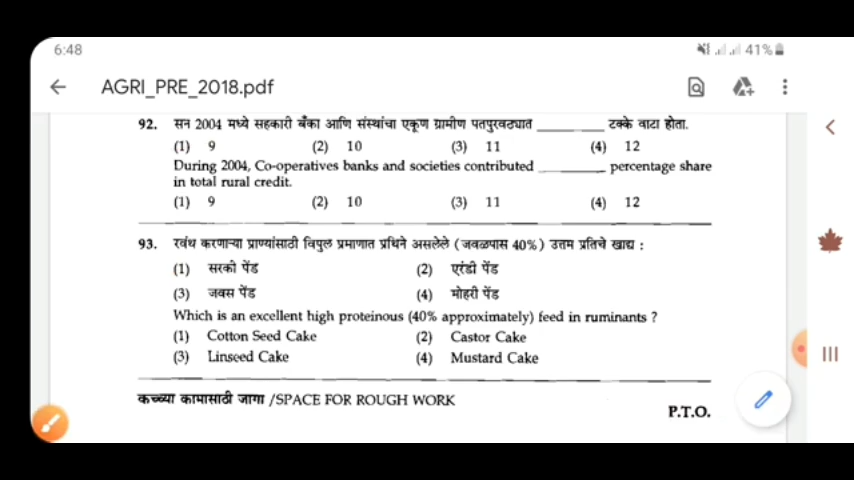 6:48
41%
AGRI_PRE_2018.pdf
92. सन 2004 मध्ये सहकारी बँका आणि संस्थांचा एकूण ग्रामीण पतपुरवठ्यात ________ टक्के वाटा होता.
(1) 9 (2) 10 (3) 11 (4) 12
During 2004, Co-operatives banks and societies contributed ________ percentage share
in total rural credit.
(1) 9 (2) 10 (3) 11 (4) 12
93. रवंथ करणाऱ्या प्राण्यांसाठी विपुल प्रमाणात प्रथिने असलेले (जवळपास 40%) उत्तम प्रतिचे खाद्य :
(1) सरकी पेंड (2) एरंडी पेंड
(3) जवस पेंड (4) मोहरी पेंड
Which is an excellent high proteinous (40% approximately) feed in ruminants ?
(1) Cotton Seed Cake (2) Castor Cake
(3) Linseed Cake (4) Mustard Cake
कच्च्या कामासाठी जागा /SPACE FOR ROUGH WORK
P.T.O.